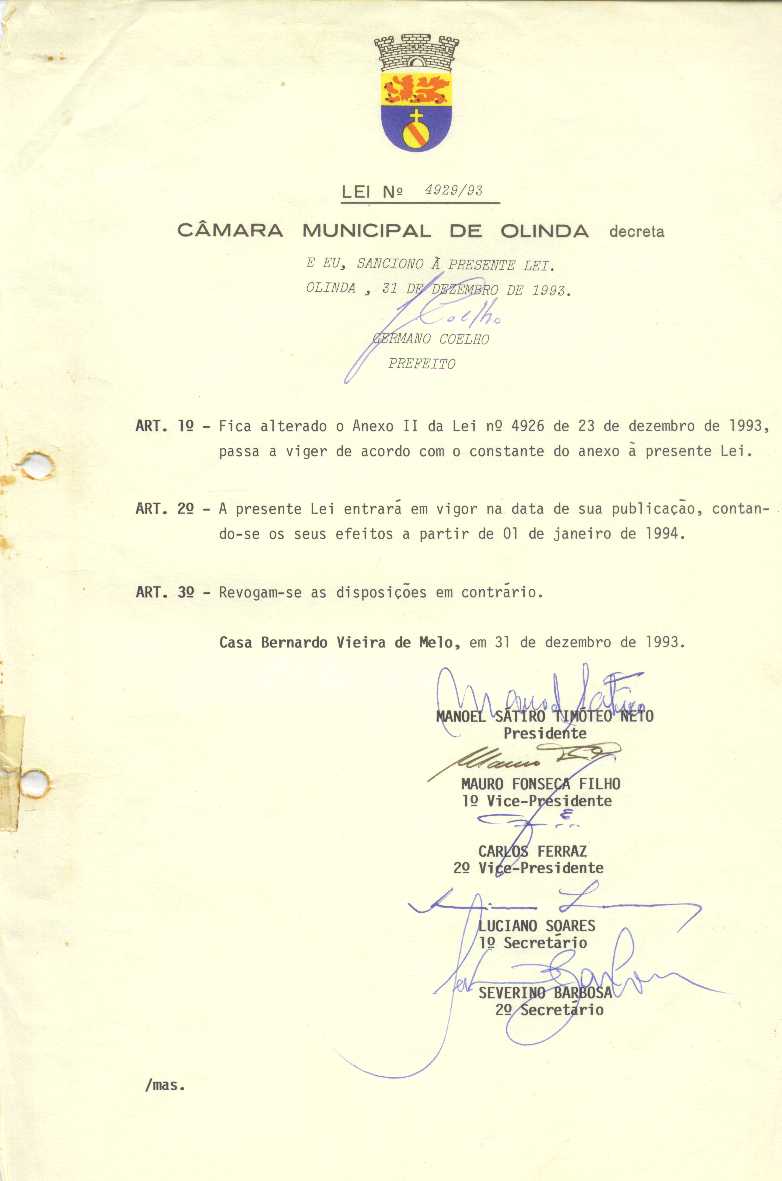 LEI Nº 4929/93
CÂMARA MUNICIPAL DE OLINDA decreta
E EU, SANCIONO À PRESENTE LEI.
OLINDA , 31 DE DEZEMBRO DE 1993.
Coelho
GERMANO COELHO
PREFEITO
ART. 1º - Fica alterado o Anexo II da Lei nº 4926 de 23 de dezembro de 1993,
passa a viger de acordo com o constante do anexo à presente Lei.
ART. 2º - A presente Lei entrará em vigor na data de sua publicação, contan-
do-se os seus efeitos a partir de 01 de janeiro de 1994.
ART. 3º - Revogam-se as disposições em contrário.
Casa Bernardo Vieira de Melo, em 31 de dezembro de 1993.
Manoel Sátiro
MANOEL SÁTIRO TIMÓTEO NETO
Presidente
Mauro
MAURO FONSECA FILHO
1º Vice-Presidente
CARLOS FERRAZ
2º Vice-Presidente
LUCIANO SOARES
1º Secretário
SEVERINO BARBOSA
2º Secretário
/mas.